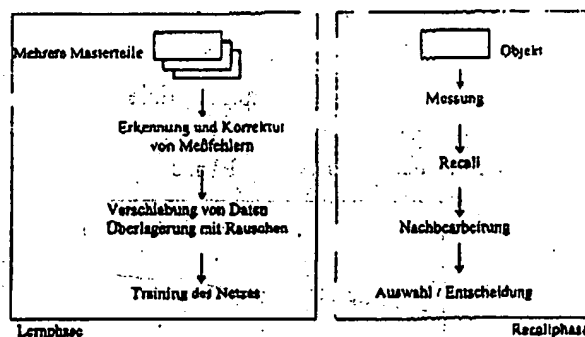 Mehrere Masterteile
Erkennung und Korrektur
von Meßfehlern
Verschiebung von Daten
Überlagerung mit Rauschen
Training des Netzes
Lernphase
Objekt
Messung
Recall
Nachbearbeitung
Auswahl / Entscheidung
Recallphase